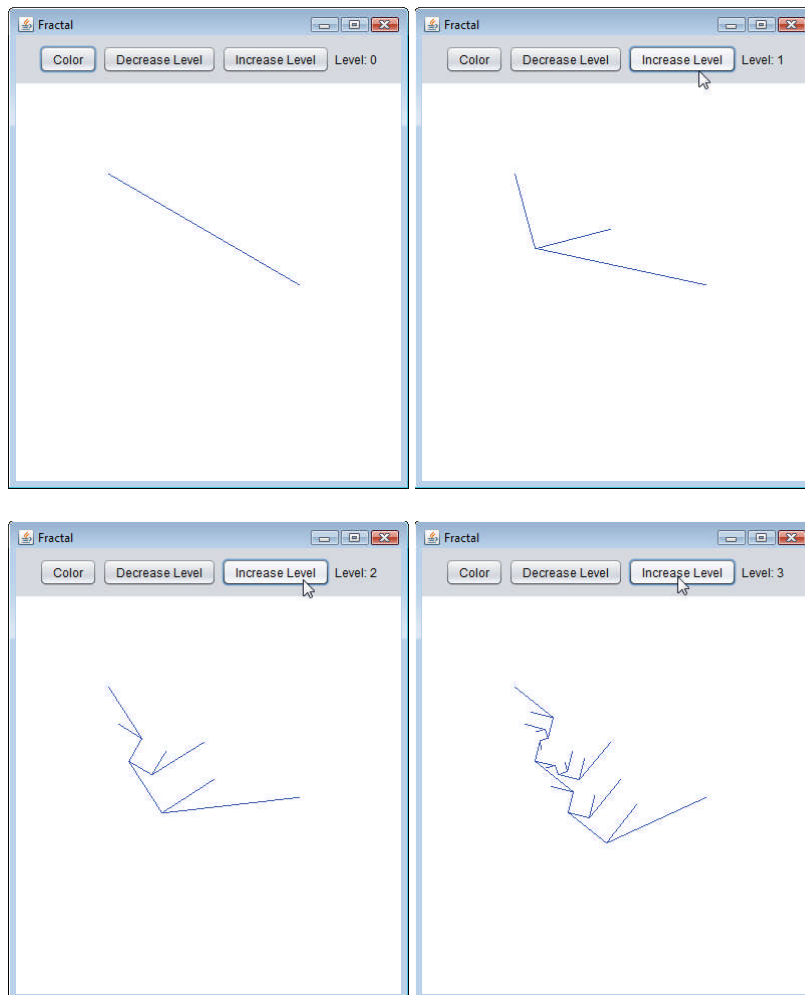 Fractal
Color Decrease Level Increase Level Level: 0
Fractal
Color Decrease Level Increase Level Level: 1
Fractal
Color Decrease Level Increase Level Level: 2
Fractal
Color Decrease Level Increase Level Level: 3